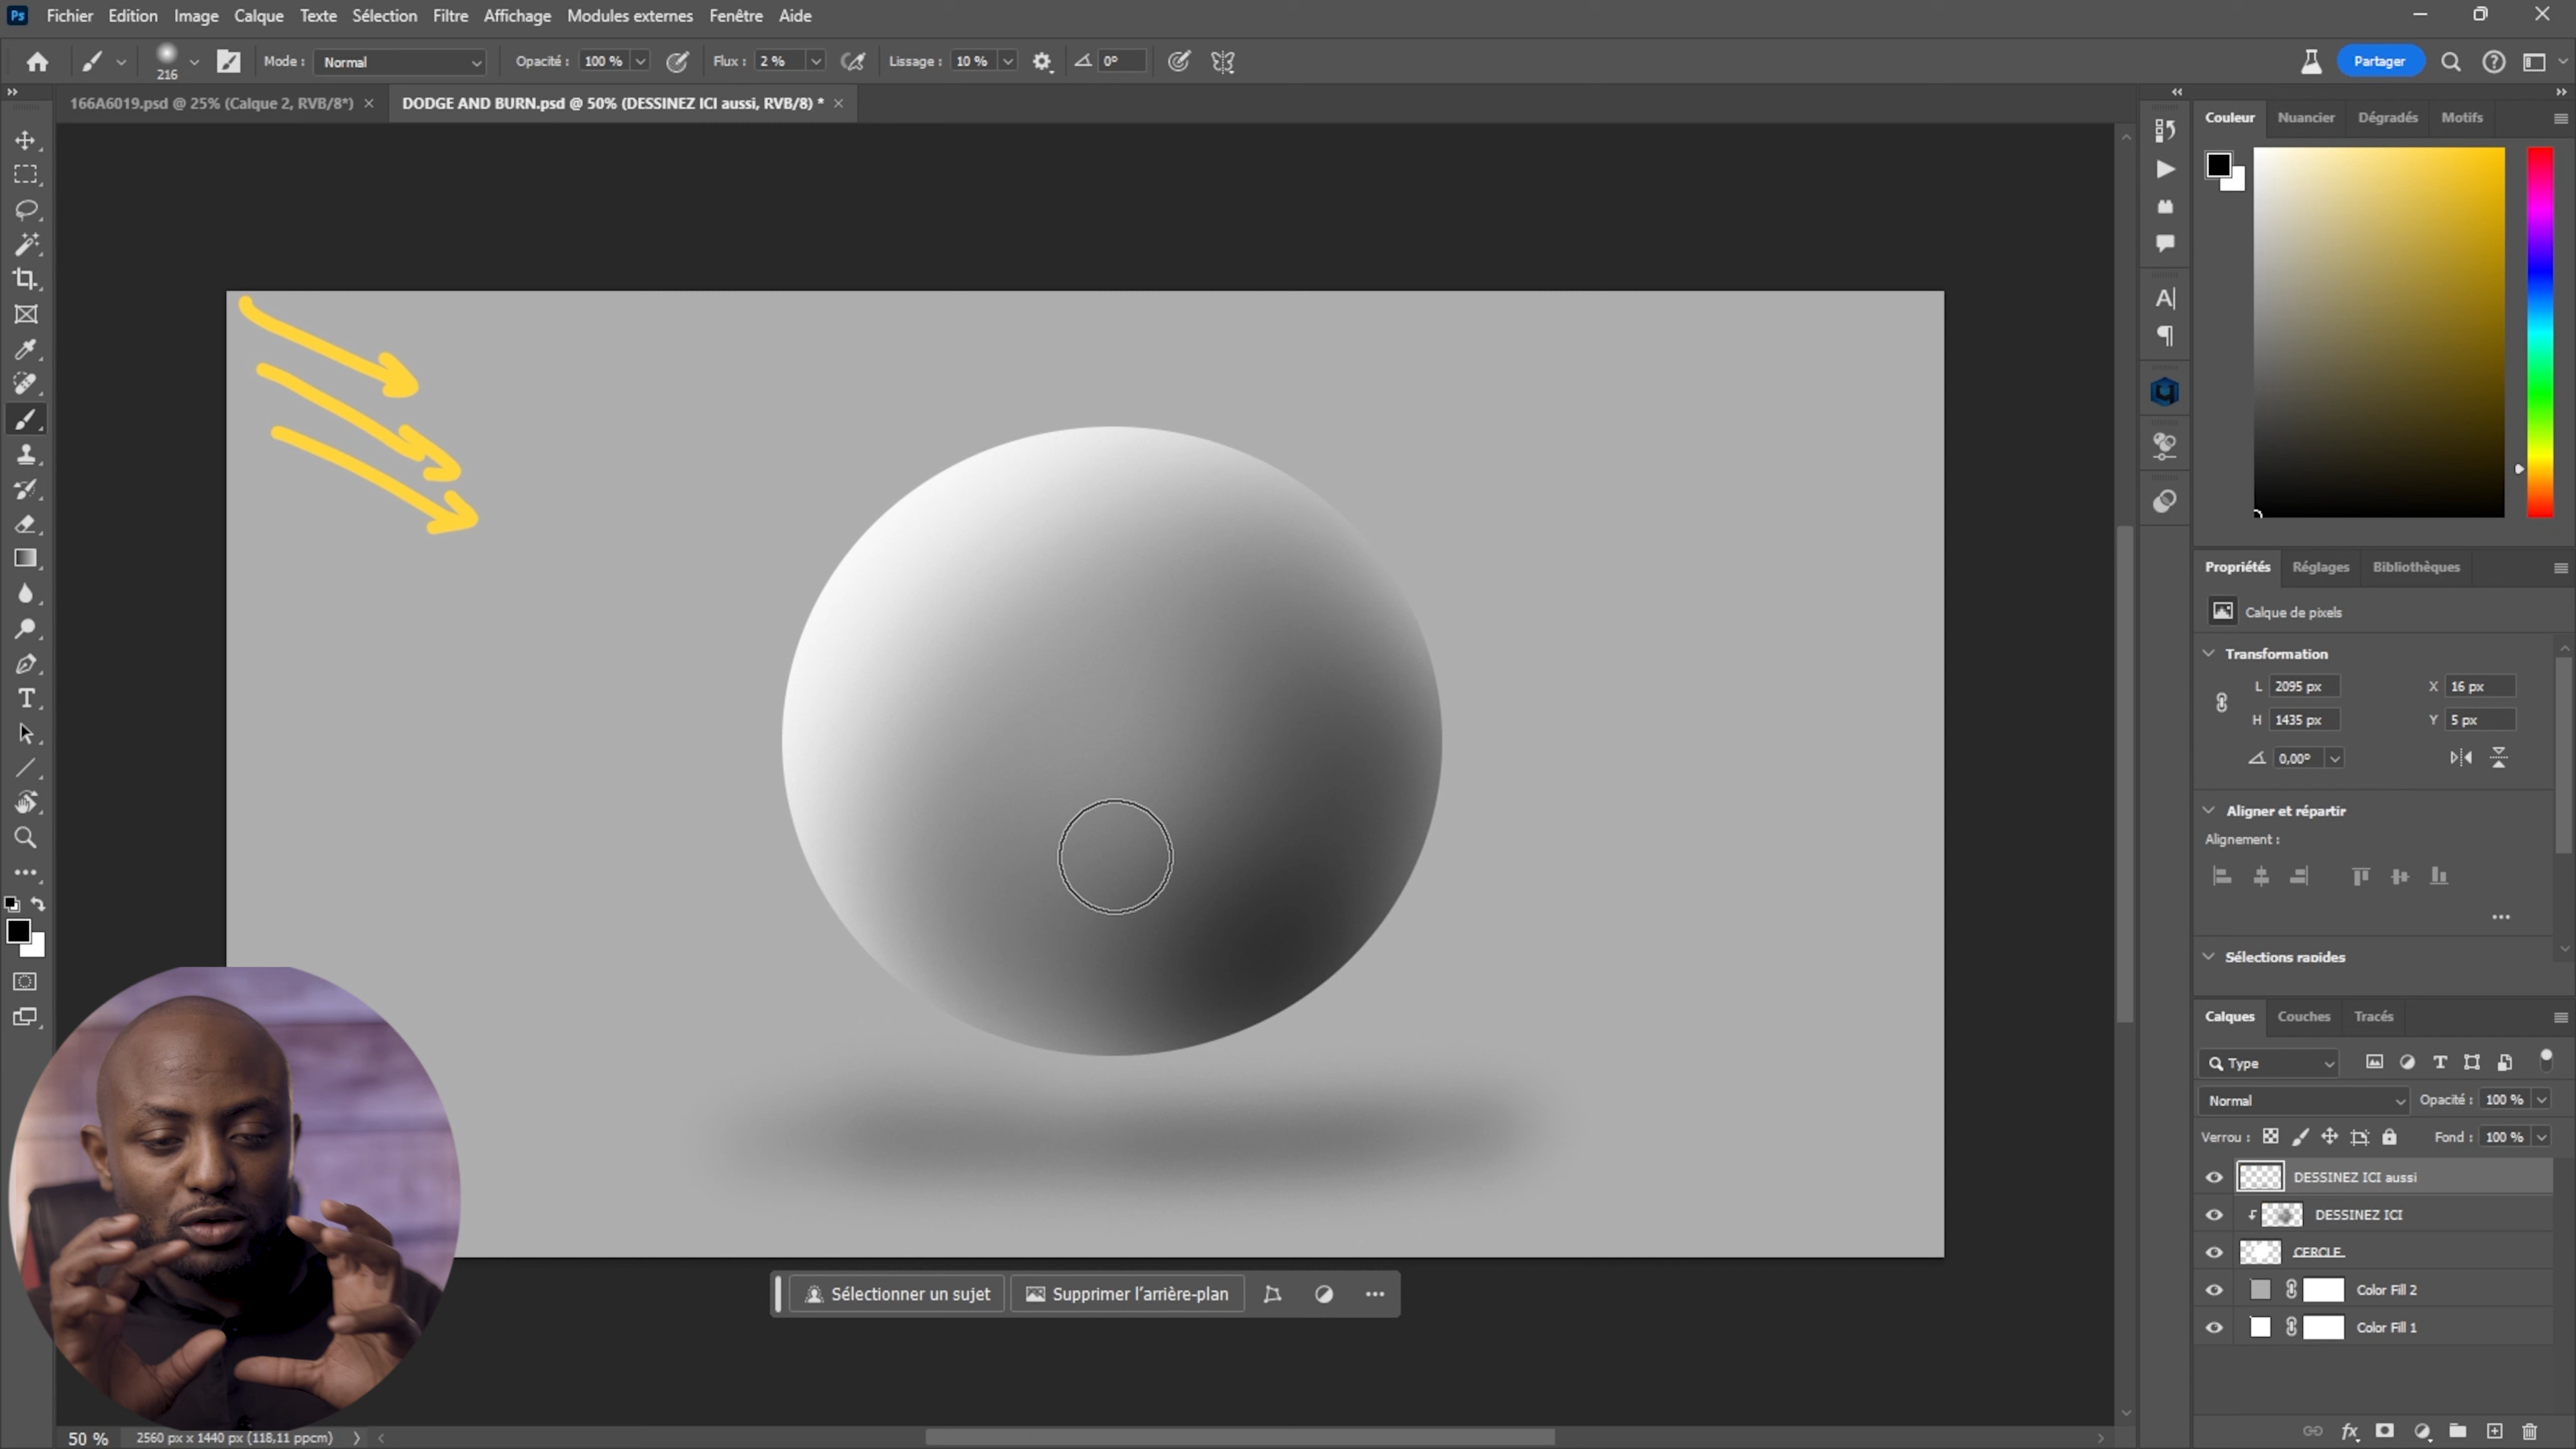 Ps Fichier Edition Image Calque Texte Sélection Filtre Affichage Modules externes Fenêtre Aide
216 Mode : Normal Opacité : 100 % Flux : 2 % Lissage : 10 % 0° Partager
166A6019.psd @ 25% (Calque 2, RVB/8*) × DODGE AND BURN.psd @ 50% (DESSINEZ ICI aussi, RVB/8) * ×
Couleur Nuancier Dégradés Motifs
Propriétés Réglages Bibliothèques
Calque de pixels
Transformation
L 2095 px X 16 px
H 1435 px Y 5 px
0,00°
Aligner et répartir
Alignement :
Sélections rapides
Calques Couches Tracés
Type
Normal Opacité : 100 %
Verrou : Fond : 100 %
DESSINEZ ICI aussi
DESSINEZ ICI
CERCLE
Color Fill 2
Color Fill 1
Sélectionner un sujet Supprimer l'arrière-plan
50 % 2560 px x 1440 px (118,11 ppcm)